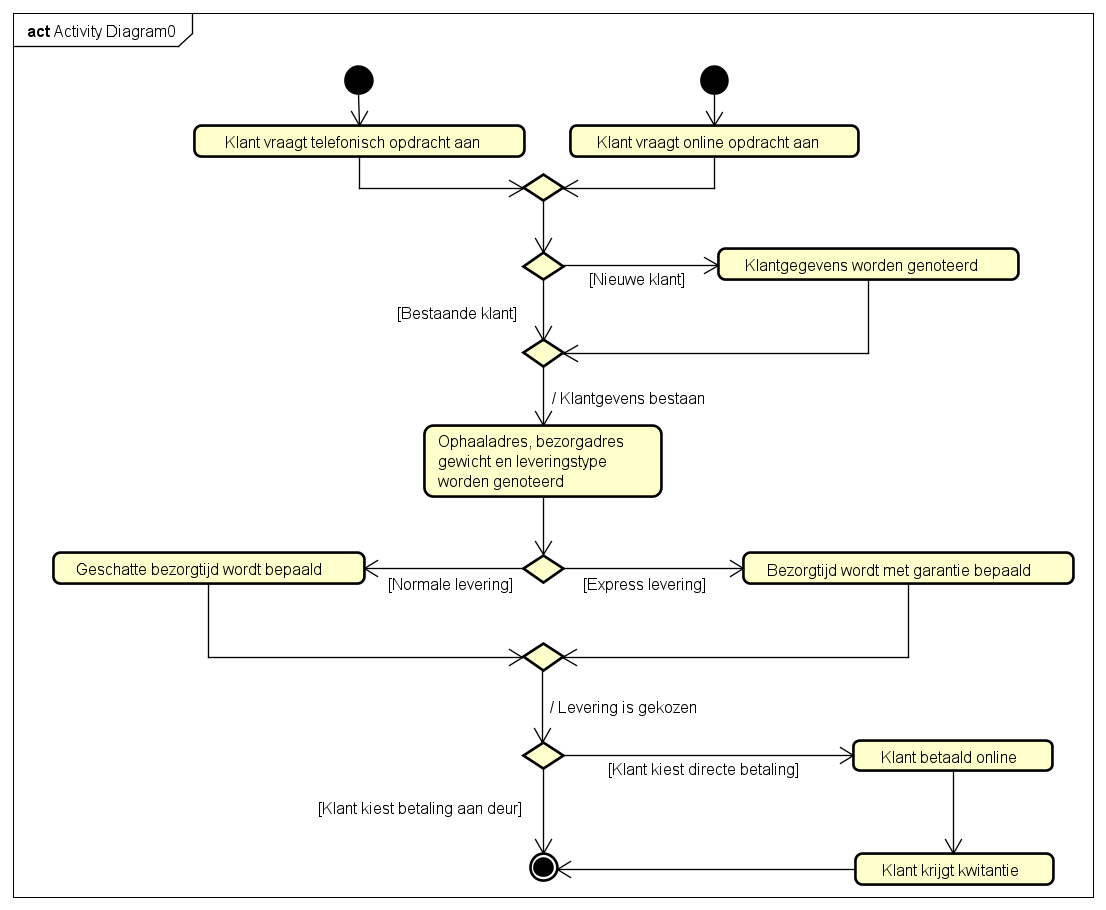 act Activity Diagram0
Klant vraagt telefonisch opdracht aan
Klant vraagt online opdracht aan
[Nieuwe klant]
Klantgegevens worden genoteerd
[Bestaande klant]
/ Klantgevens bestaan
Ophaaladres, bezorgadres
gewicht en leveringstype
worden genoteerd
Geschatte bezorgtijd wordt bepaald
[Normale levering]
[Express levering]
Bezorgtijd wordt met garantie bepaald
/ Levering is gekozen
[Klant kiest directe betaling]
Klant betaald online
[Klant kiest betaling aan deur]
Klant krijgt kwitantie